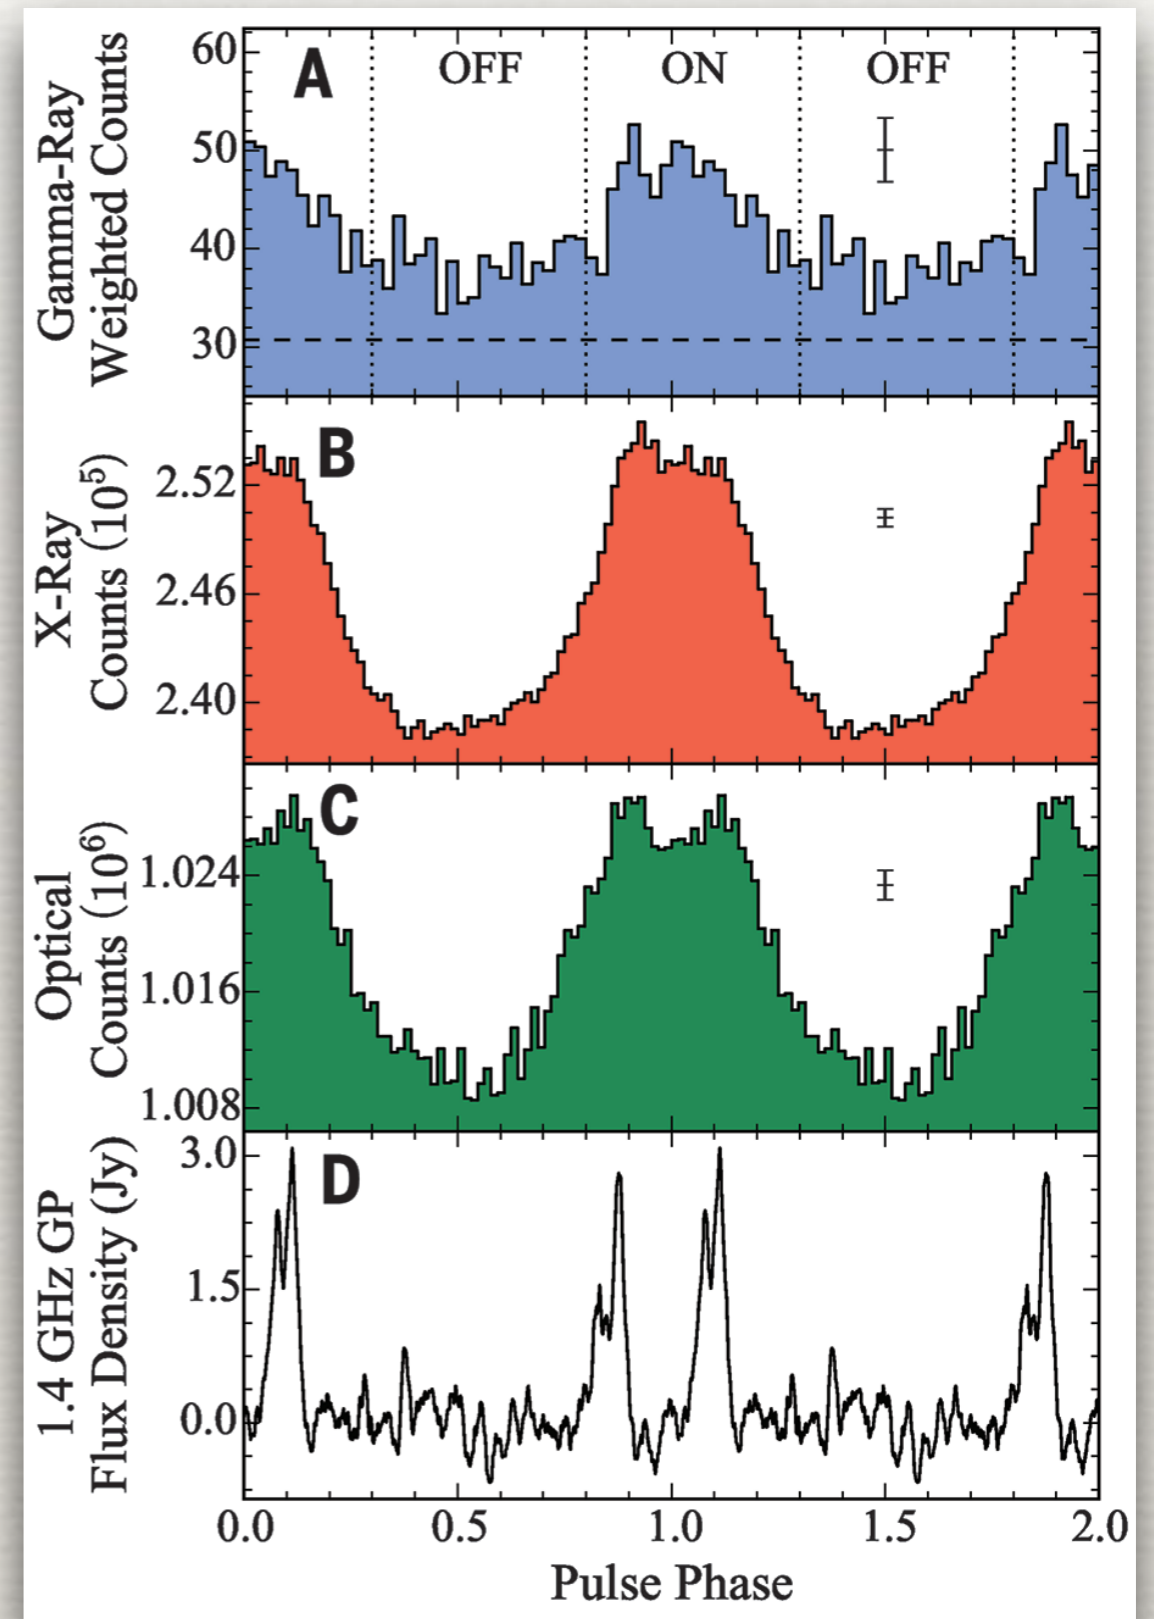 Gamma-Ray
Weighted Counts
A
OFF
ON
OFF
60
50
40
30
X-Ray
Counts (10⁵)
B
2.52
2.46
2.40
Optical
Counts (10⁶)
C
1.024
1.016
1.008
1.4 GHz GP
Flux Density (Jy)
D
3.0
1.5
0.0
0.0 0.5 1.0 1.5 2.0
Pulse Phase